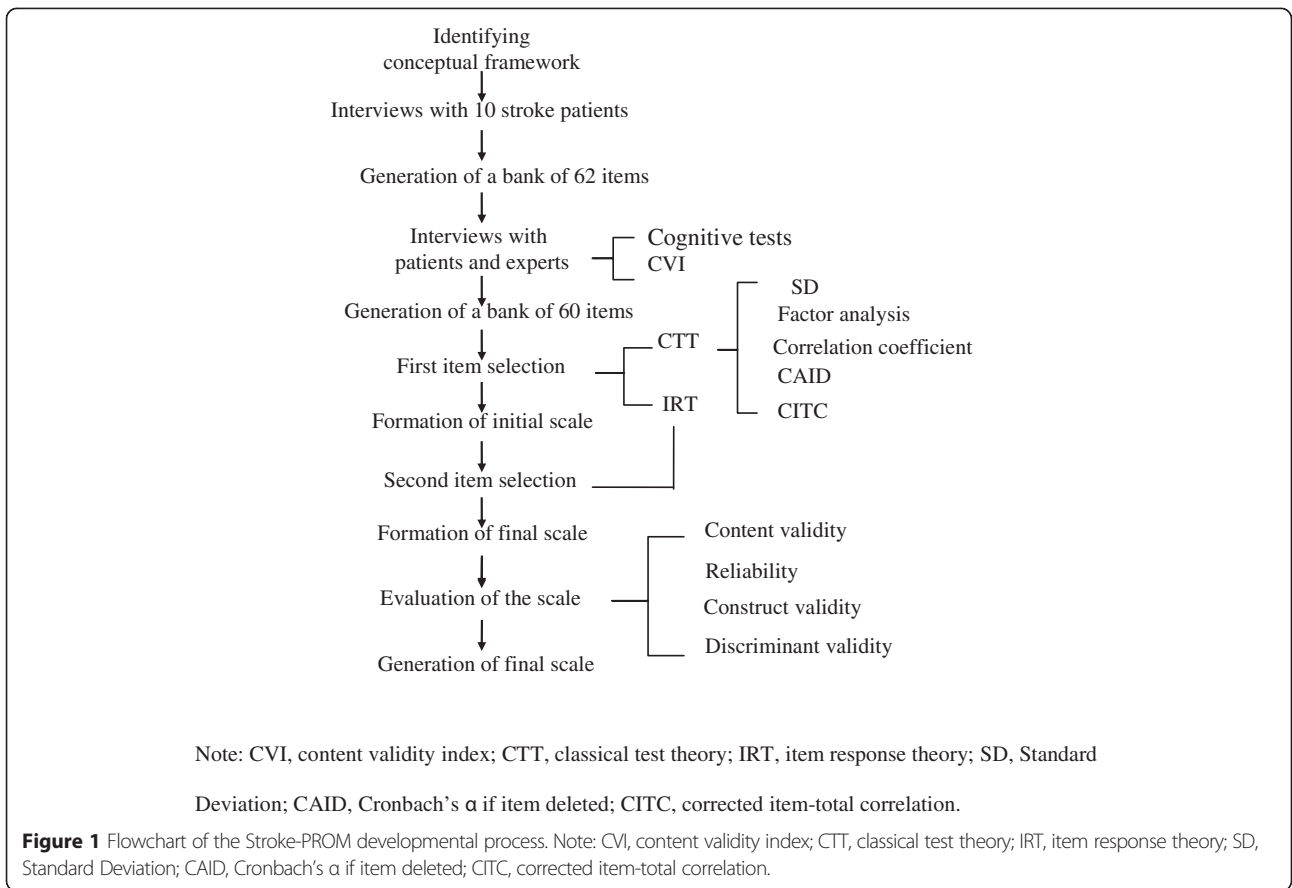 Identifying
conceptual framework
Interviews with 10 stroke patients
Generation of a bank of 62 items
Interviews with
patients and experts
Cognitive tests
CVI
Generation of a bank of 60 items
SD
Factor analysis
CTT
Correlation coefficient
First item selection
CAID
IRT
CITC
Formation of initial scale
Second item selection
Formation of final scale
Content validity
Reliability
Evaluation of the scale
Construct validity
Discriminant validity
Generation of final scale
Note: CVI, content validity index; CTT, classical test theory; IRT, item response theory; SD, Standard
Deviation; CAID, Cronbach's α if item deleted; CITC, corrected item-total correlation.
Figure 1 Flowchart of the Stroke-PROM developmental process. Note: CVI, content validity index; CTT, classical test theory; IRT, item response theory; SD,
Standard Deviation; CAID, Cronbach's α if item deleted; CITC, corrected item-total correlation.